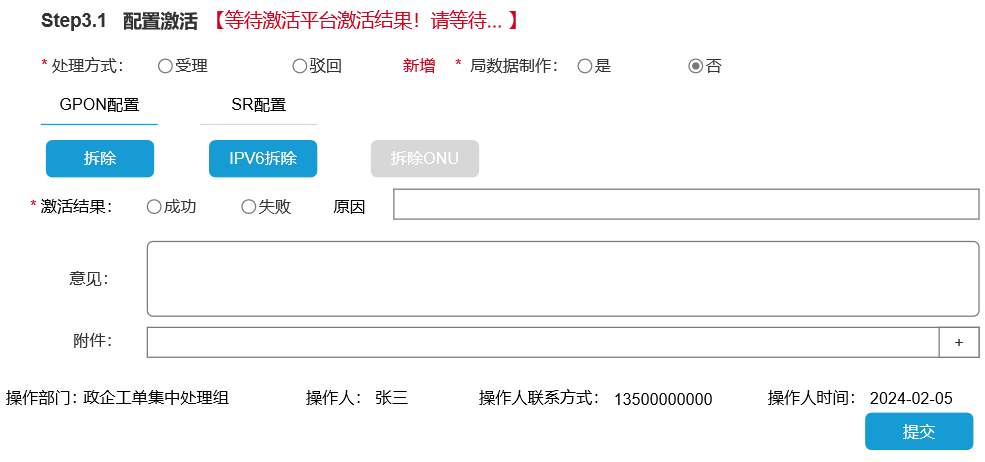 Step3.1 配置激活 【等待激活平台激活结果！请等待... 】
* 处理方式： 受理 驳回 新增 * 局数据制作： 是 否
GPON配置 SR配置
拆除 IPV6拆除 拆除ONU
* 激活结果： 成功 失败 原因
意见：
附件： +
操作部门：政企工单集中处理组 操作人： 张三 操作人联系方式： 13500000000 操作人时间： 2024-02-05
提交